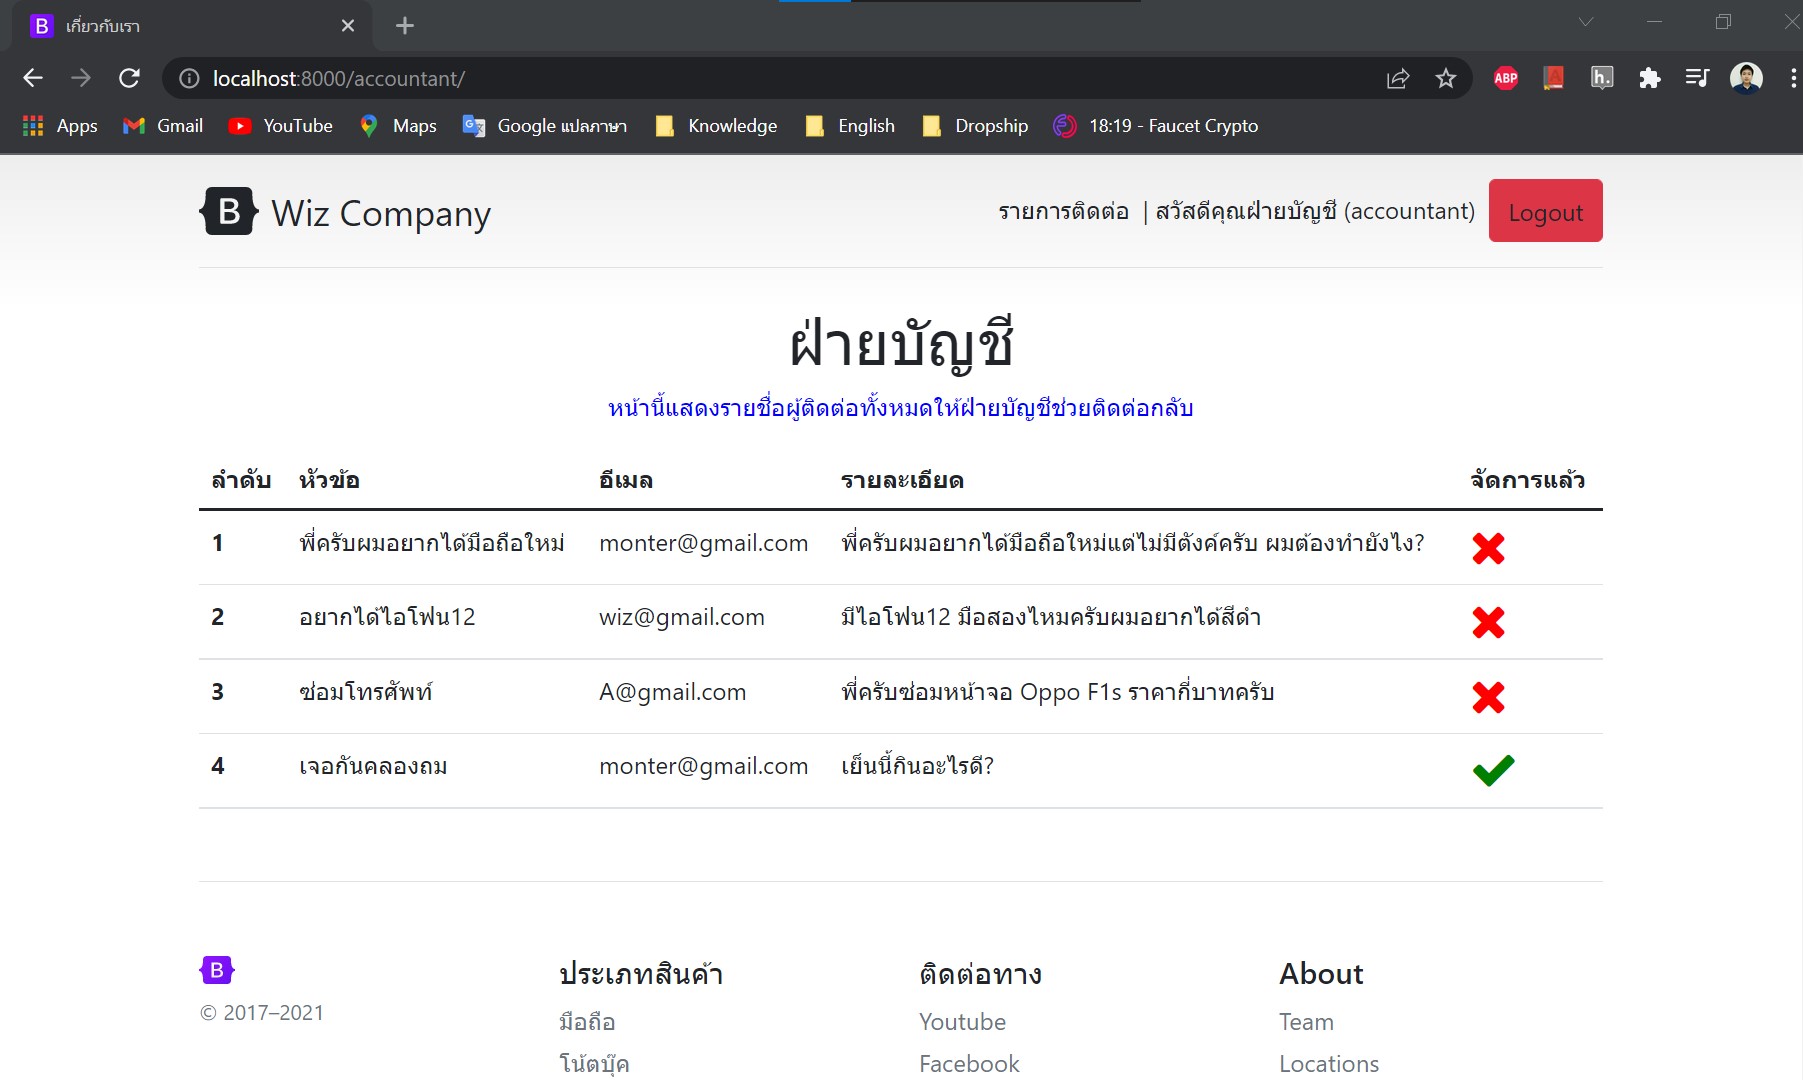 เกี่ยวกับเรา
localhost:8000/accountant/
ABP
h.
Apps Gmail YouTube Maps Google แปลภาษา Knowledge English Dropship 18:19 - Faucet Crypto
B Wiz Company รายการติดต่อ | สวัสดีคุณฝ่ายบัญชี (accountant) Logout
ฝ่ายบัญชี
หน้านี้แสดงรายชื่อผู้ติดต่อทั้งหมดให้ฝ่ายบัญชีช่วยติดต่อกลับ
ลำดับ หัวข้อ อีเมล รายละเอียด จัดการแล้ว
1 พี่ครับผมอยากได้มือถือใหม่ monter@gmail.com พี่ครับผมอยากได้มือถือใหม่แต่ไม่มีตังค์ครับ ผมต้องทำยังไง?
2 อยากได้ไอโฟน12 wiz@gmail.com มีไอโฟน12 มือสองไหมครับผมอยากได้สีดำ
3 ซ่อมโทรศัพท์ A@gmail.com พี่ครับซ่อมหน้าจอ Oppo F1s ราคากี่บาทครับ
4 เจอกันคลองถม monter@gmail.com เย็นนี้กินอะไรดี?
B ประเภทสินค้า ติดต่อทาง About
© 2017–2021
มือถือ Youtube Team
โน้ตบุ๊ค Facebook Locations